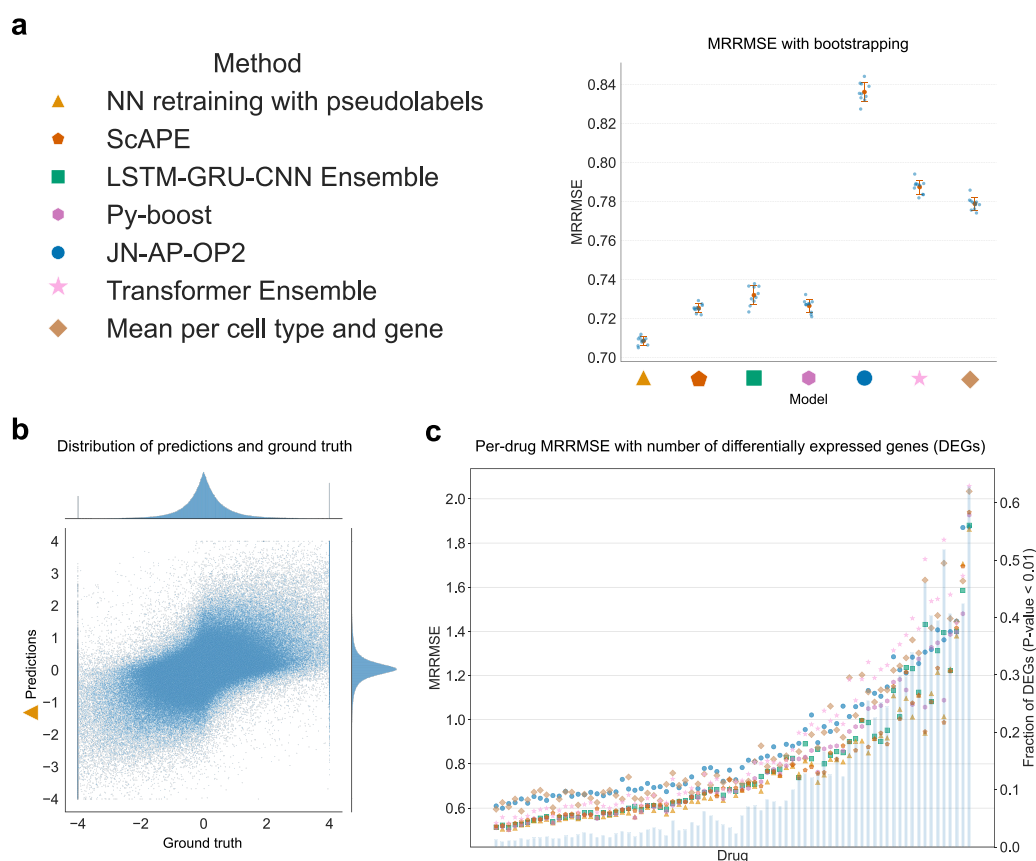 a
Method
NN retraining with pseudolabels
ScAPE
LSTM-GRU-CNN Ensemble
Py-boost
JN-AP-OP2
Transformer Ensemble
Mean per cell type and gene
MRRMSE with bootstrapping
MRRMSE
0.84
0.82
0.80
0.78
0.76
0.74
0.72
0.70
Model
b
Distribution of predictions and ground truth
Predictions
4
3
2
1
0
−1
−2
−3
−4
−4
−2
0
2
4
Ground truth
c
Per-drug MRRMSE with number of differentially expressed genes (DEGs)
MRRMSE
2.0
1.8
1.6
1.4
1.2
1.0
0.8
0.6
0.6
0.5
0.4
0.3
0.2
0.1
0.0
Fraction of DEGs (P-value < 0.01)
Drug